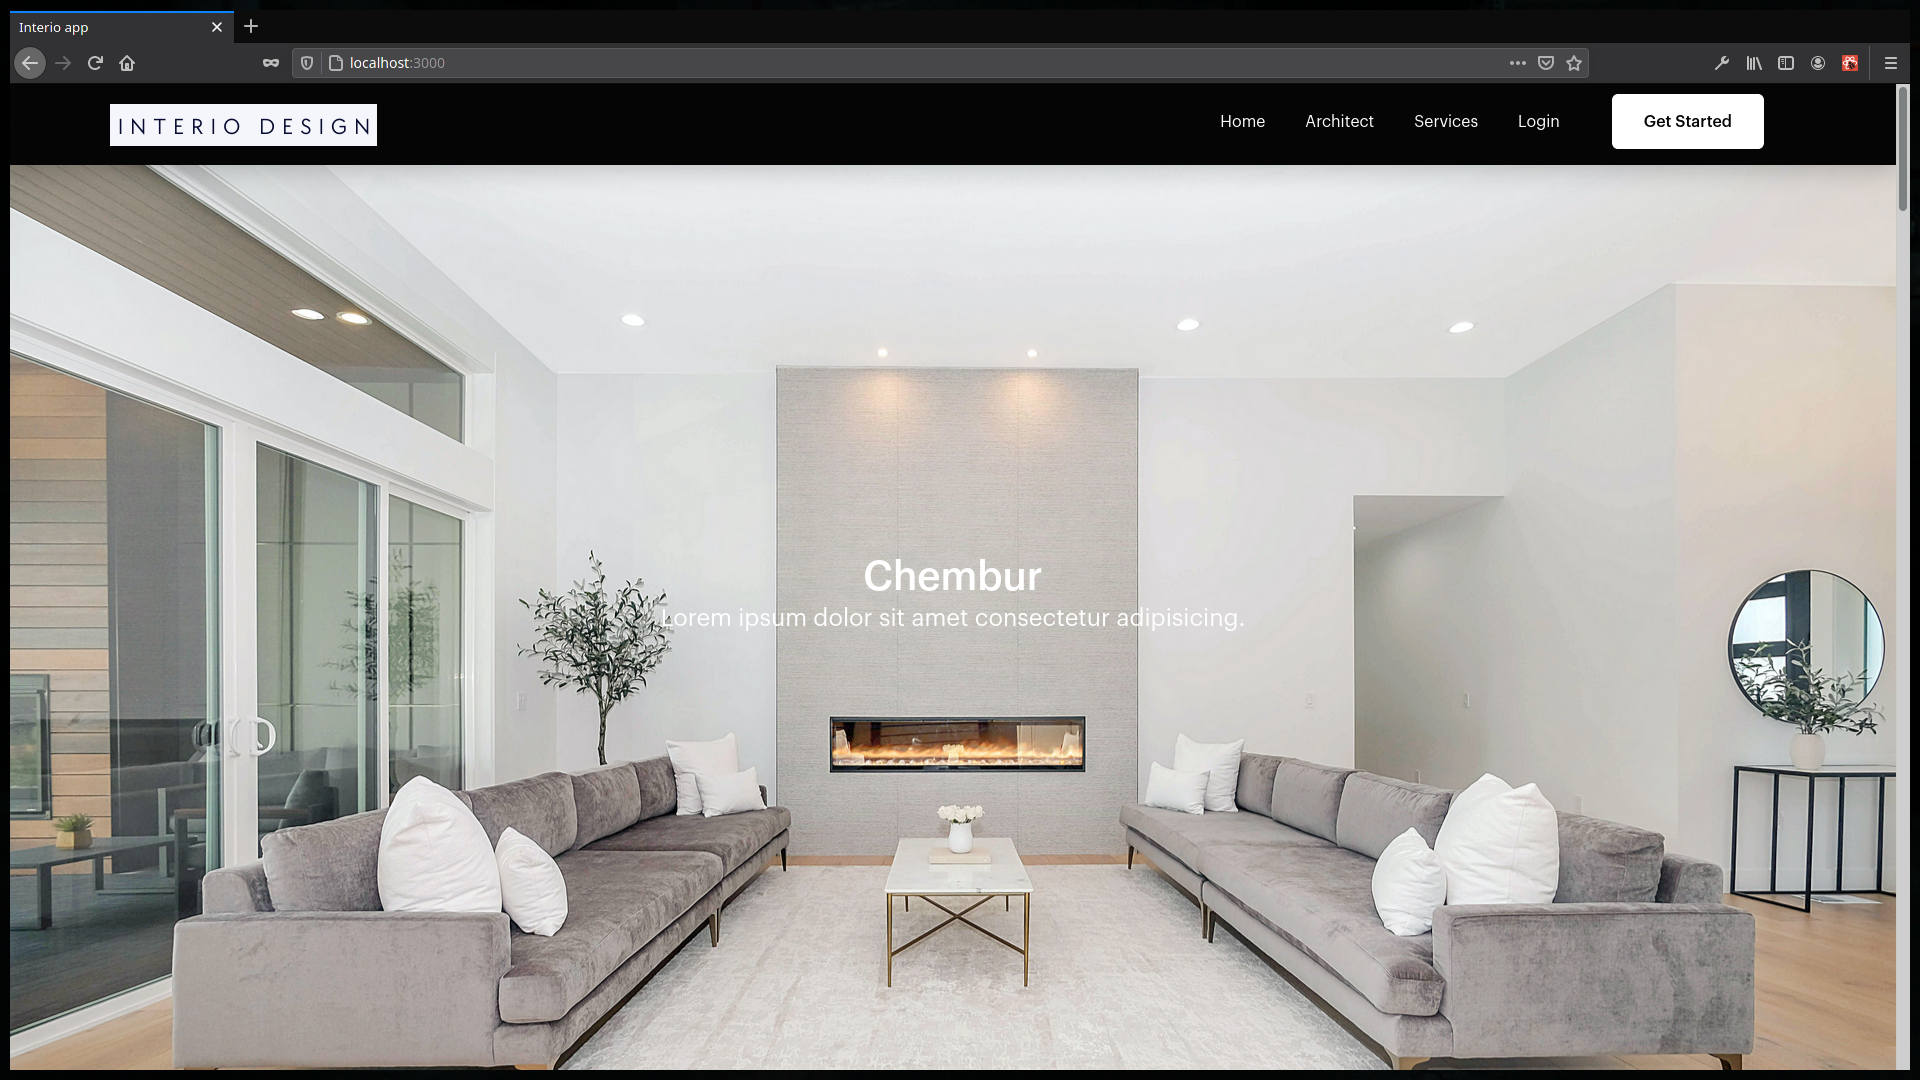 Interio app
localhost:3000
INTERIO DESIGN
Home
Architect
Services
Login
Get Started
Chembur
Lorem ipsum dolor sit amet consectetur adipisicing.